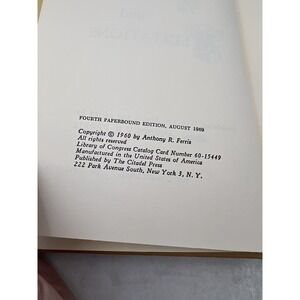 FOURTH PAPERBOUND EDITION, AUGUST 1969
Copyright © 1960 by Anthony R. Ferris
All rights reserved
Library of Congress Catalog Card Number 60-15449
Manufactured in the United States of America
Published by The Citadel Press
222 Park Avenue South, New York 3, N. Y.